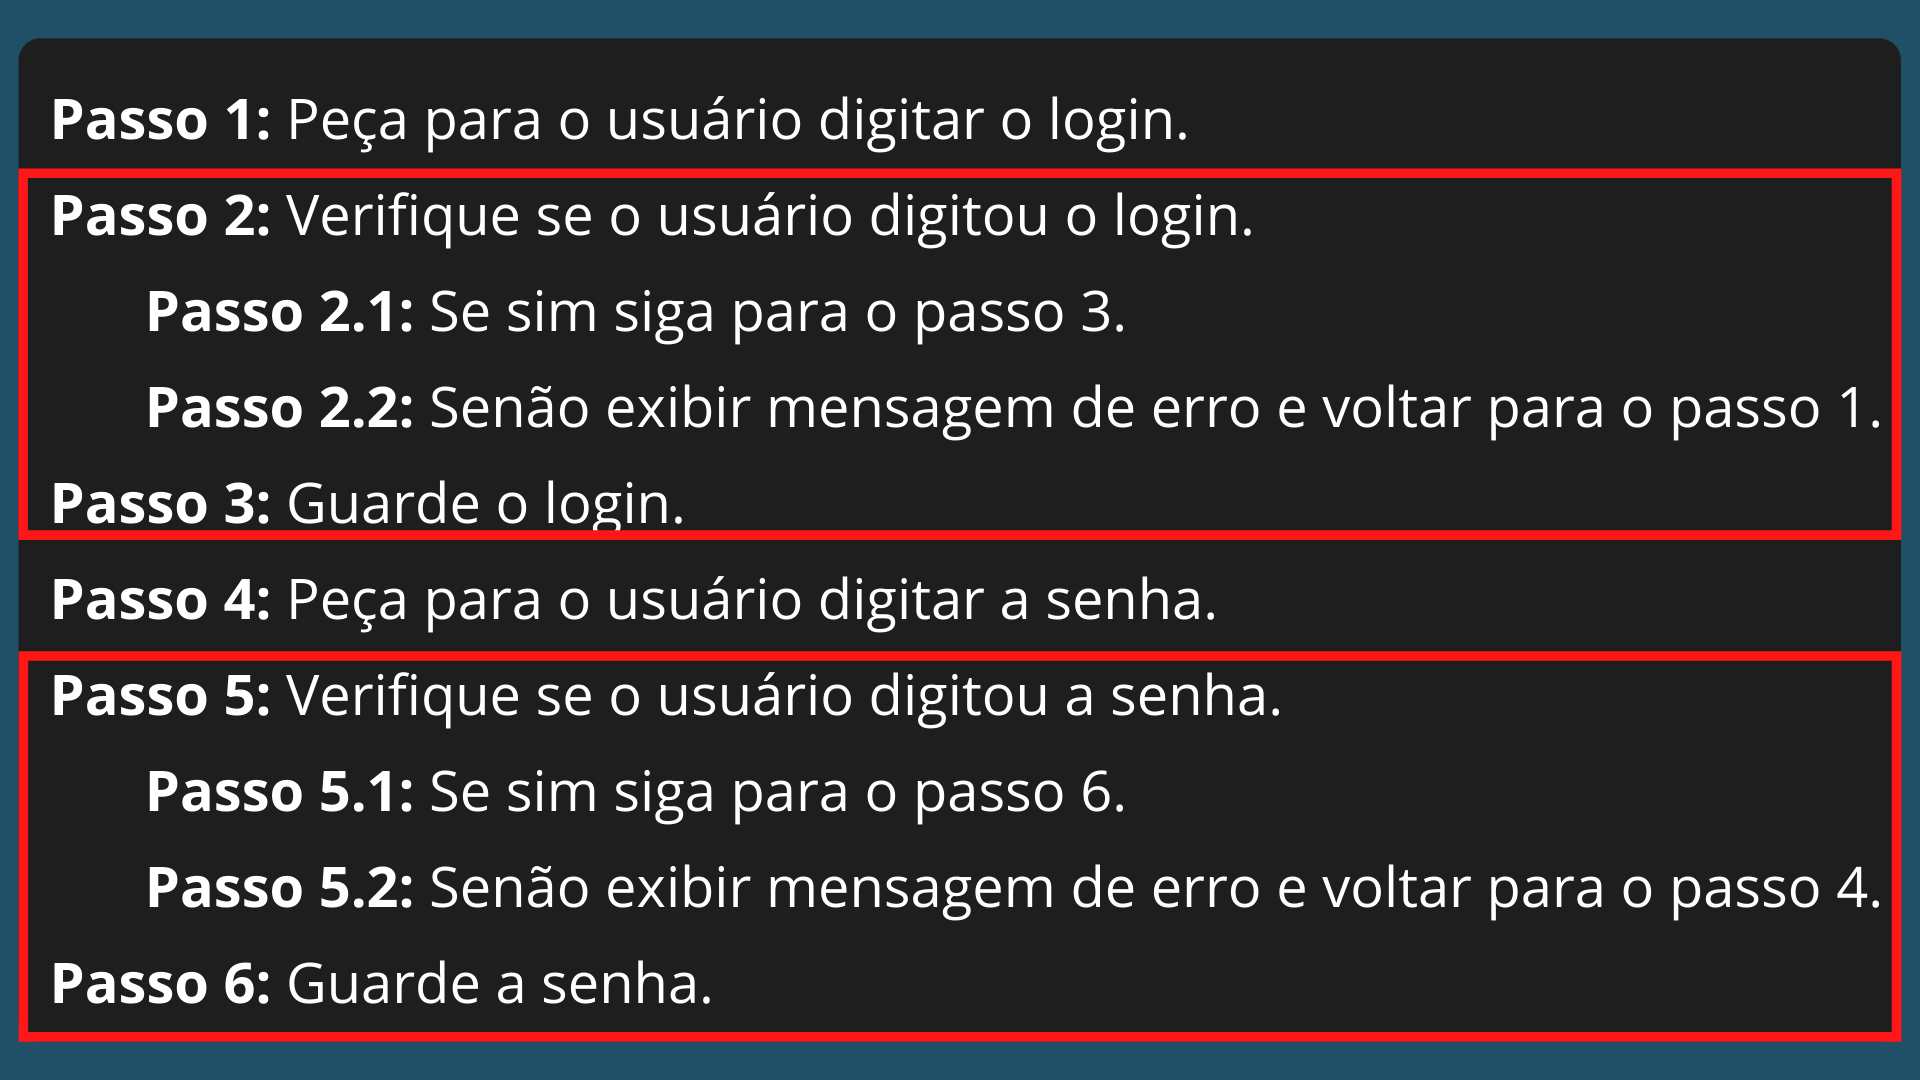 Passo 1: Peça para o usuário digitar o login.
Passo 2: Verifique se o usuário digitou o login.
Passo 2.1: Se sim siga para o passo 3.
Passo 2.2: Senão exibir mensagem de erro e voltar para o passo 1.
Passo 3: Guarde o login.
Passo 4: Peça para o usuário digitar a senha.
Passo 5: Verifique se o usuário digitou a senha.
Passo 5.1: Se sim siga para o passo 6.
Passo 5.2: Senão exibir mensagem de erro e voltar para o passo 4.
Passo 6: Guarde a senha.